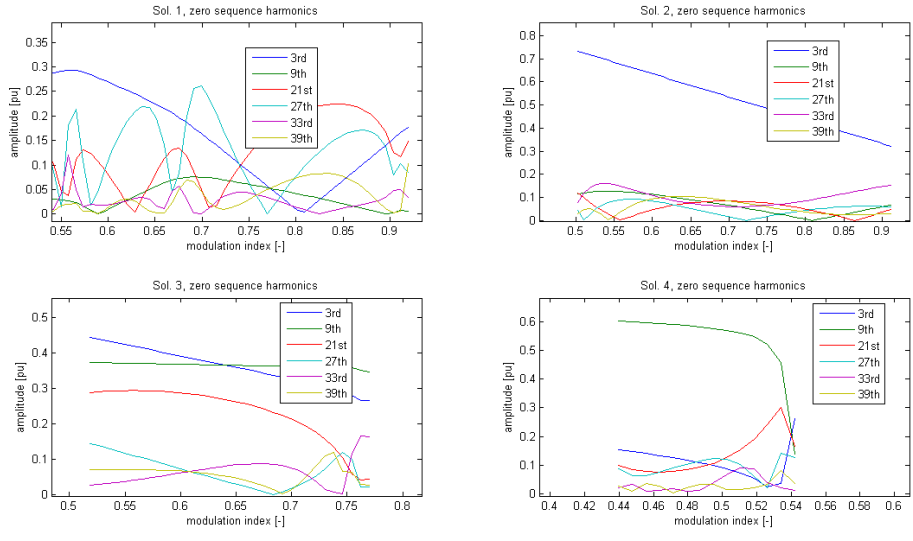 Sol. 1, zero sequence harmonics
amplitude [pu]
0.35
0.3
0.25
0.2
0.15
0.1
0.05
0
3rd
9th
21st
27th
33rd
39th
0.55 0.6 0.65 0.7 0.75 0.8 0.85 0.9
modulation index [-]
Sol. 2, zero sequence harmonics
amplitude [pu]
0.8
0.7
0.6
0.5
0.4
0.3
0.2
0.1
0
3rd
9th
21st
27th
33rd
39th
0.5 0.55 0.6 0.65 0.7 0.75 0.8 0.85 0.9
modulation index [-]
Sol. 3, zero sequence harmonics
amplitude [pu]
0.5
0.4
0.3
0.2
0.1
0
3rd
9th
21st
27th
33rd
39th
0.5 0.55 0.6 0.65 0.7 0.75 0.8
modulation index [-]
Sol. 4, zero sequence harmonics
amplitude [pu]
0.6
0.5
0.4
0.3
0.2
0.1
0
3rd
9th
21st
27th
33rd
39th
0.4 0.42 0.44 0.46 0.48 0.5 0.52 0.54 0.56 0.58 0.6
modulation index [-]